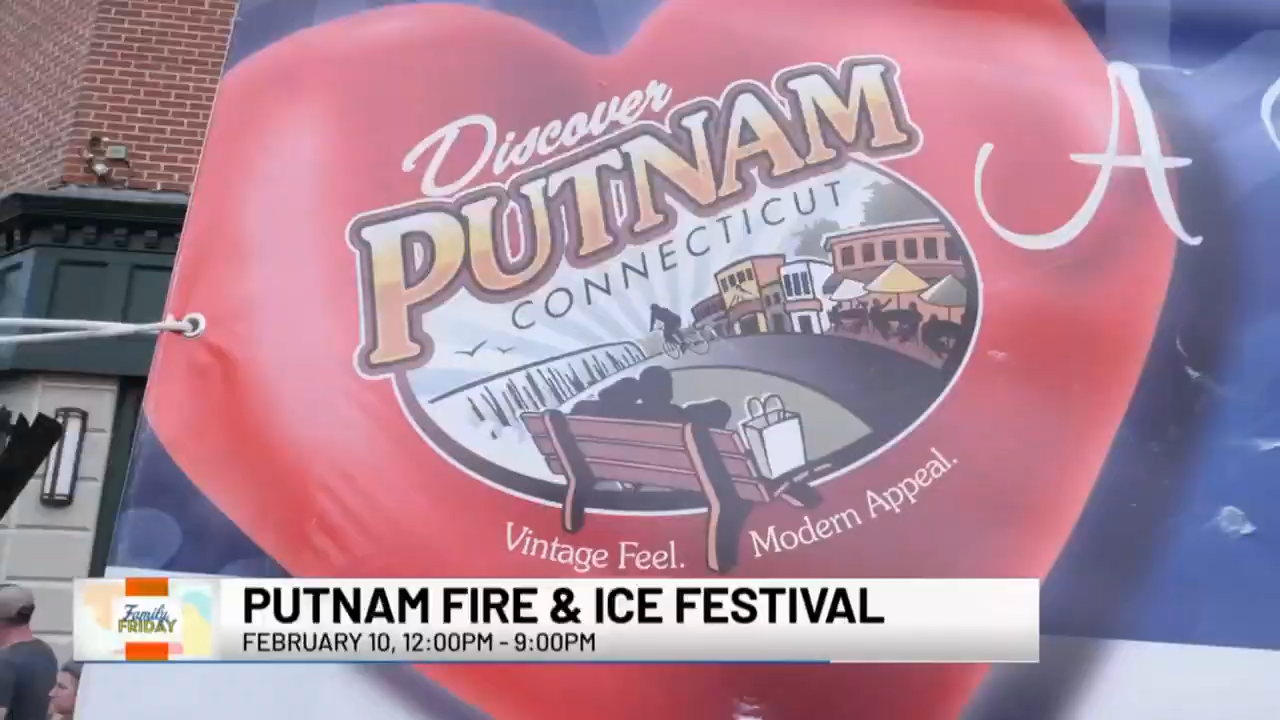 Discover
PUTNAM
CONNECTICUT
A
Vintage Feel. Modern Appeal.
Family
FRIDAY
PUTNAM FIRE & ICE FESTIVAL
FEBRUARY 10, 12:00PM - 9:00PM